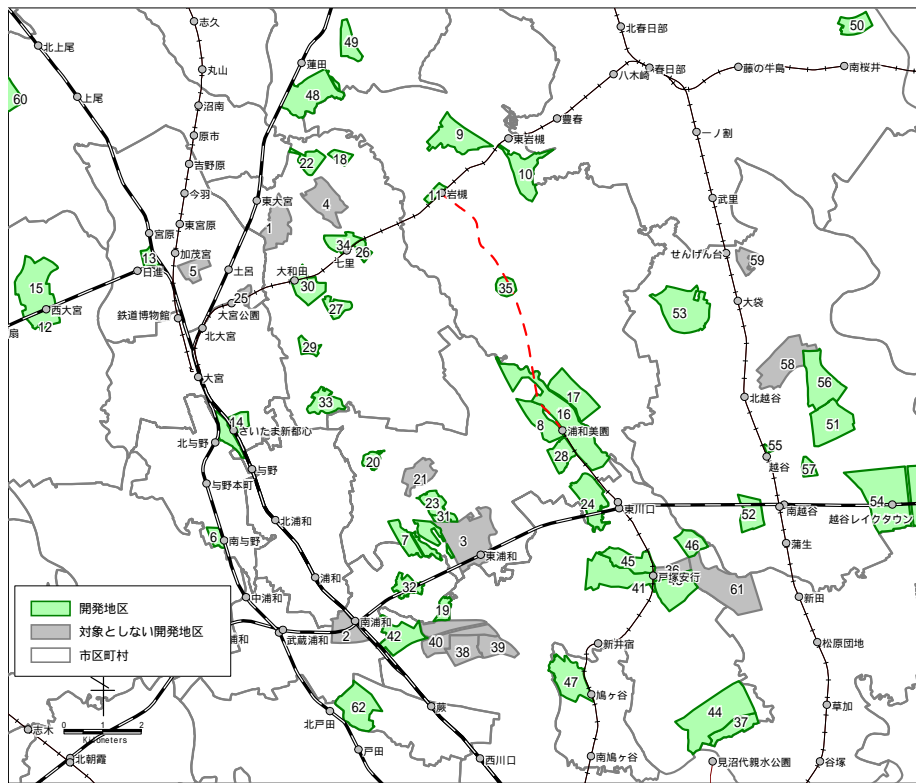 志久
北上尾
丸山
蓮田
49
北春日部
50
春日部
八木崎
藤の牛島
南桜井
60
上尾
沼南
48
原市
9
豊春
東岩槻
一ノ割
吉野原
22
18
10
今羽
東大宮
4
11
岩槻
武里
東宮原
1
34
26
七里
宮原
加茂宮
13
日進
5
土呂
大和田
30
せんげん台
59
15
西大宮
12
扇
25
大宮公園
27
35
大袋
53
鉄道博物館
北大宮
29
58
大宮
33
17
56
北越谷
14
さいたま新都心
16
8
浦和美園
51
北与野
28
55
越谷
与野
20
57
与野本町
21
23
24
54
越谷レイクタウン
31
東川口
52
南越谷
北浦和
6
南与野
7
3
東浦和
46
蒲生
45
36
戸塚安行
浦和
32
41
61
中浦和
19
新田
開発地区
対象としない開発地区
市区町村
浦和
武蔵浦和
2
南浦和
42
40
38
39
新井宿
松原団地
47
鳩ヶ谷
62
44
37
草加
北戸田
蕨
0 1 2
Kilometers
志木
北朝霞
戸田
西川口
南鳩ヶ谷
見沼代親水公園
谷塚